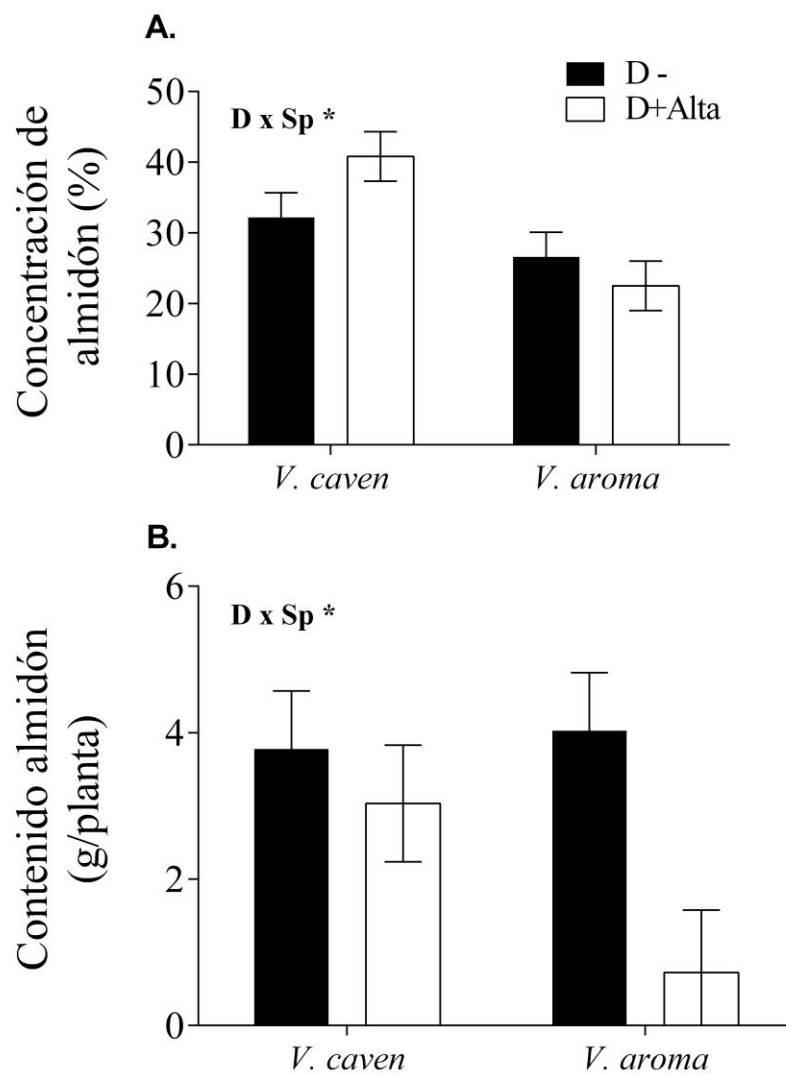 A.
D -
D+Alta
D x Sp *
Concentración de
almidón (%)
50
40
30
20
10
0
V. caven
V. aroma
B.
D x Sp *
Contenido almidón
(g/planta)
6
4
2
0
V. caven
V. aroma